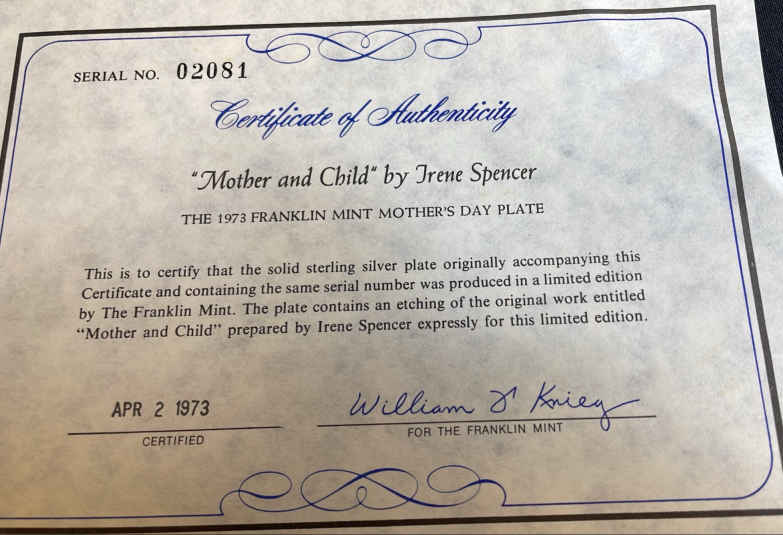 SERIAL NO. 02081
Certificate of Authenticity
"Mother and Child" by Irene Spencer
THE 1973 FRANKLIN MINT MOTHER'S DAY PLATE
This is to certify that the solid sterling silver plate originally accompanying this
Certificate and containing the same serial number was produced in a limited edition
by The Franklin Mint. The plate contains an etching of the original work entitled
"Mother and Child" prepared by Irene Spencer expressly for this limited edition.
APR 2 1973
William F Krieg
CERTIFIED
FOR THE FRANKLIN MINT